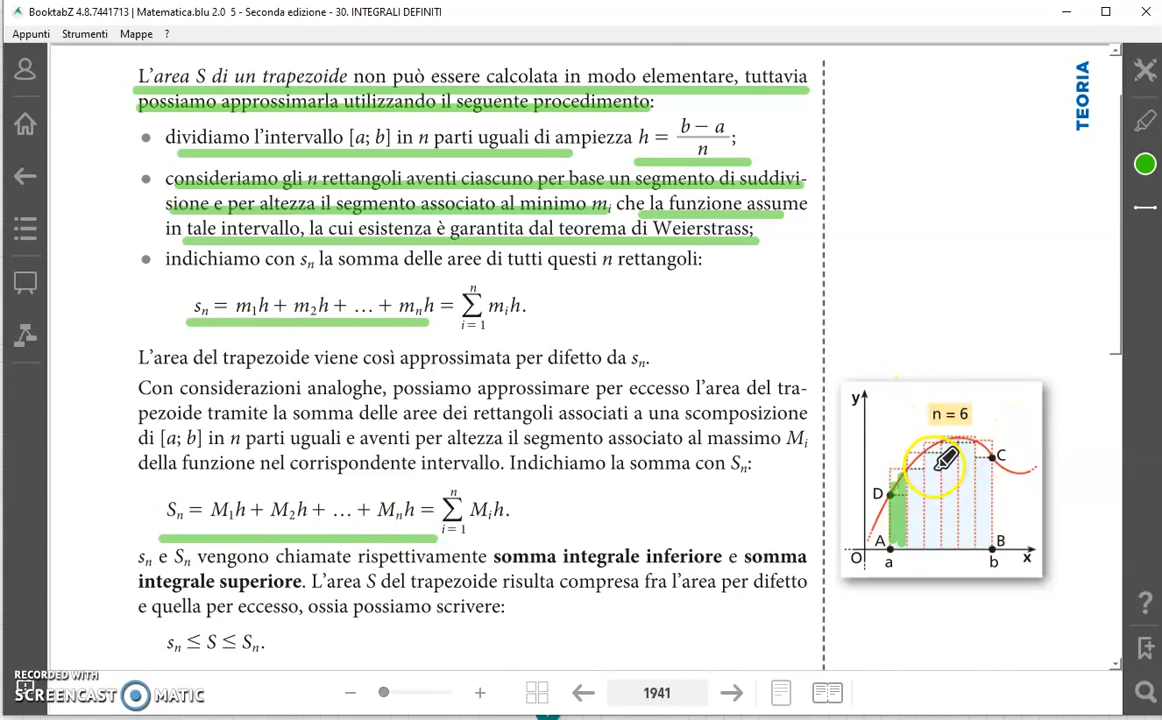 BooktabZ 4.8.7441713 | Matematica.blu 2.0 5 - Seconda edizione - 30. INTEGRALI DEFINITI
Appunti Strumenti Mappe ?
L'area S di un trapezoide non può essere calcolata in modo elementare, tuttavia
possiamo approssimarla utilizzando il seguente procedimento:
• dividiamo l'intervallo [a; b] in n parti uguali di ampiezza h = (b − a)/n;
• consideriamo gli n rettangoli aventi ciascuno per base un segmento di suddivi-
sione e per altezza il segmento associato al minimo mᵢ che la funzione assume
in tale intervallo, la cui esistenza è garantita dal teorema di Weierstrass;
• indichiamo con sₙ la somma delle aree di tutti questi n rettangoli:
sₙ = m₁h + m₂h + … + mₙh = ∑ᵢ₌₁ⁿ mᵢh.
L'area del trapezoide viene così approssimata per difetto da sₙ.
Con considerazioni analoghe, possiamo approssimare per eccesso l'area del tra-
pezoide tramite la somma delle aree dei rettangoli associati a una scomposizione
di [a; b] in n parti uguali e aventi per altezza il segmento associato al massimo Mᵢ
della funzione nel corrispondente intervallo. Indichiamo la somma con Sₙ:
Sₙ = M₁h + M₂h + … + Mₙh = ∑ᵢ₌₁ⁿ Mᵢh.
sₙ e Sₙ vengono chiamate rispettivamente somma integrale inferiore e somma
integrale superiore. L'area S del trapezoide risulta compresa fra l'area per difetto
e quella per eccesso, ossia possiamo scrivere:
sₙ ≤ S ≤ Sₙ.
TEORIA
y
n = 6
C
D
A B
O a b x
RECORDED WITH
SCREENCAST MATIC
1941
?